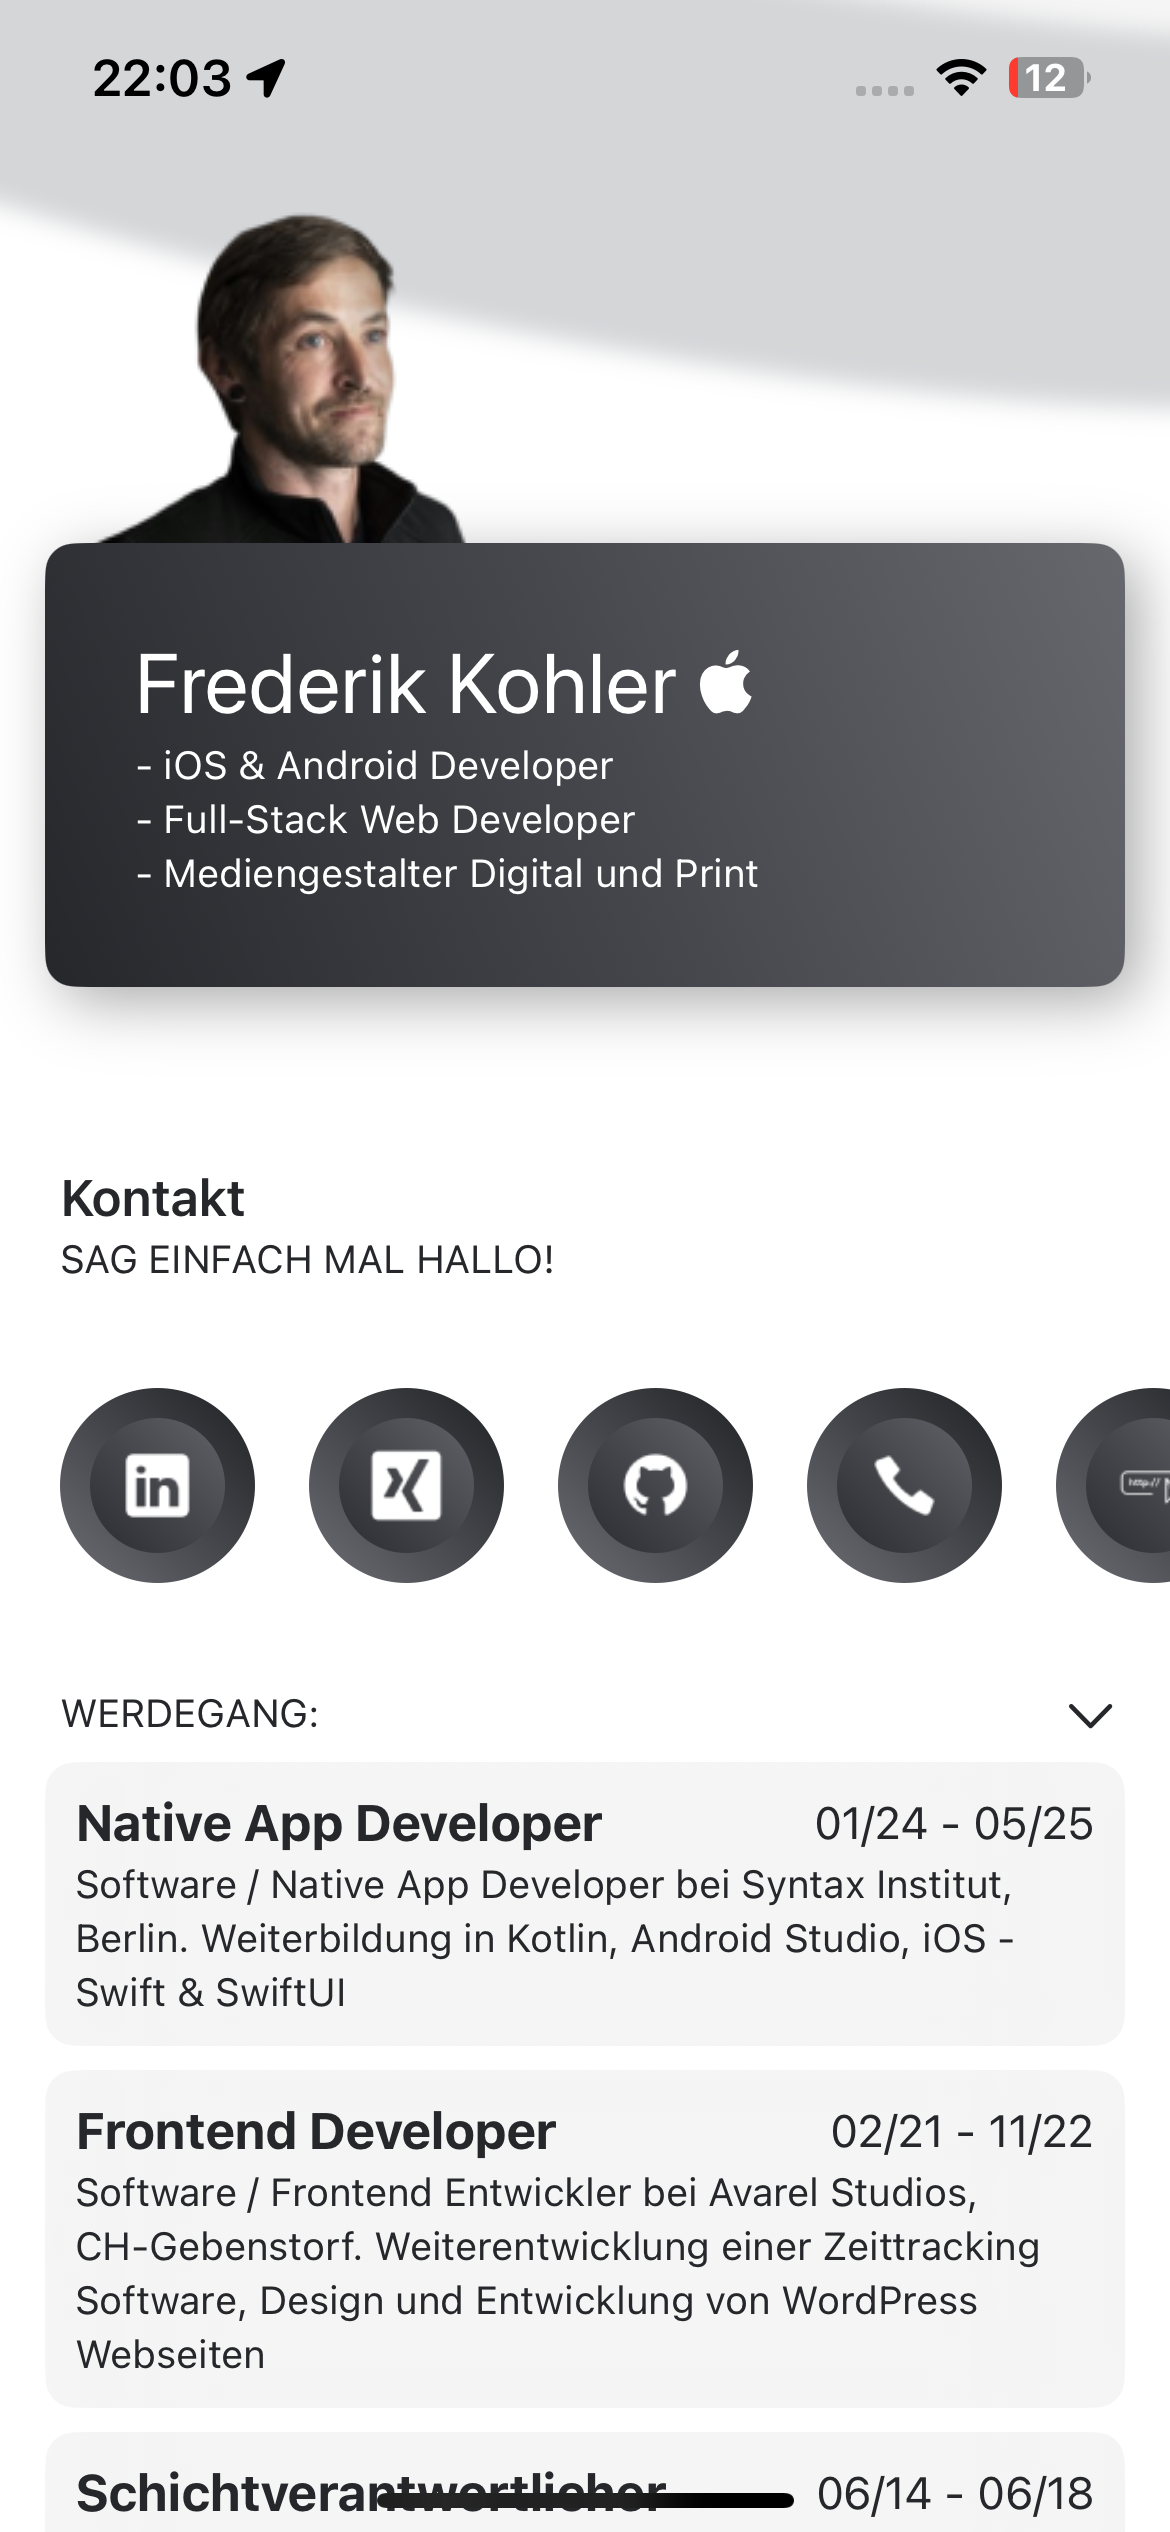 22:03
12
Frederik Kohler
- iOS & Android Developer
- Full-Stack Web Developer
- Mediengestalter Digital und Print
Kontakt
SAG EINFACH MAL HALLO!
in
http://
WERDEGANG:
Native App Developer 01/24 - 05/25
Software / Native App Developer bei Syntax Institut,
Berlin. Weiterbildung in Kotlin, Android Studio, iOS -
Swift & SwiftUI
Frontend Developer 02/21 - 11/22
Software / Frontend Entwickler bei Avarel Studios,
CH-Gebenstorf. Weiterentwicklung einer Zeittracking
Software, Design und Entwicklung von WordPress
Webseiten
Schichtverantwortlicher 06/14 - 06/18